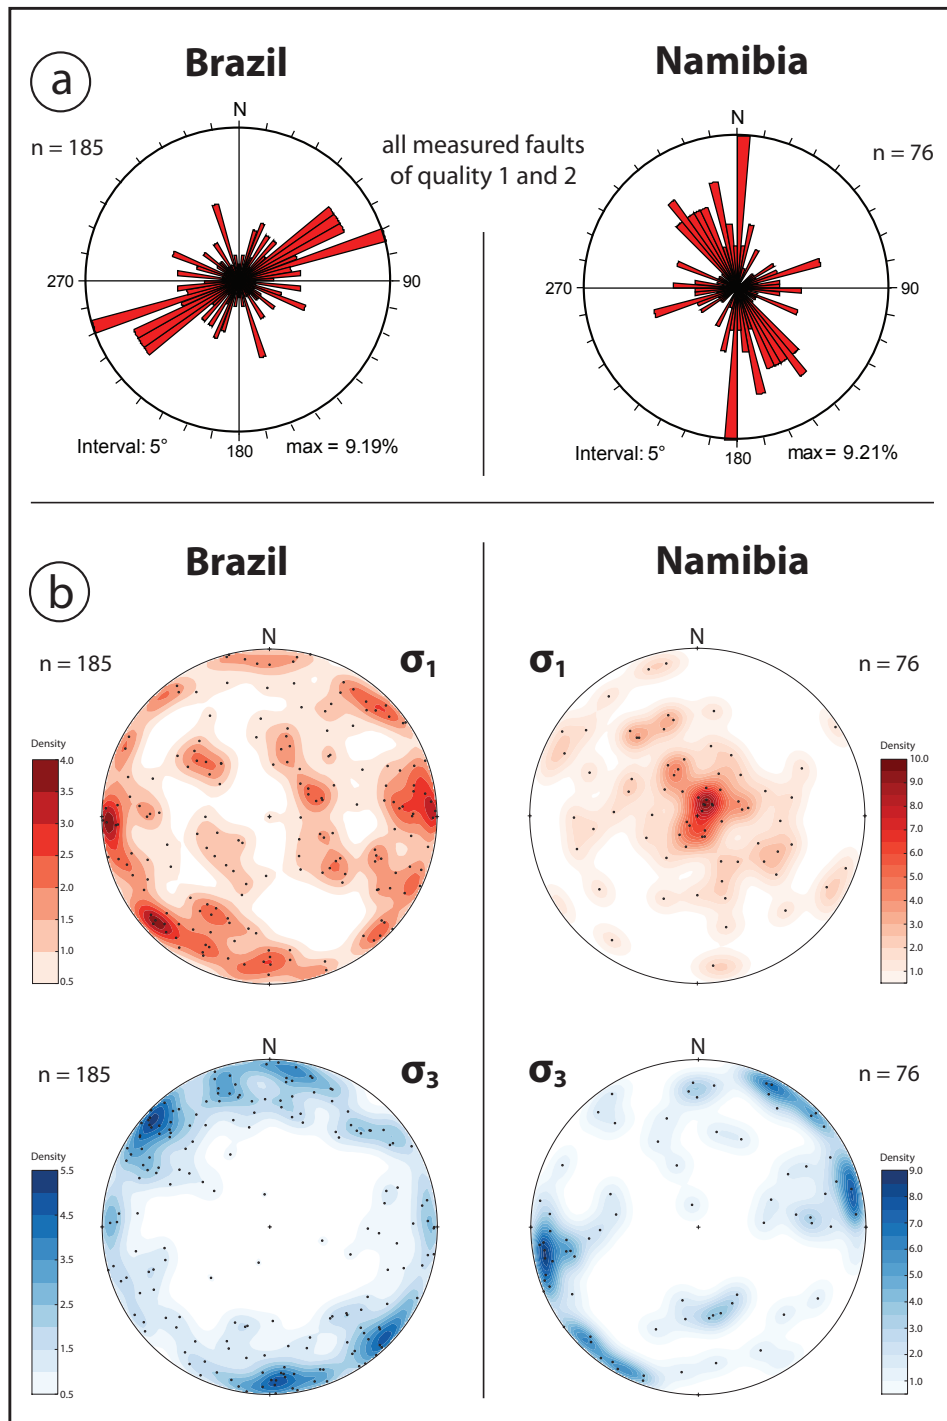 a
Brazil
Namibia
n = 185
all measured faults
of quality 1 and 2
n = 76
N
270
90
180
Interval: 5°
max = 9.19%
N
270
90
180
Interval: 5°
max = 9.21%
b
Brazil
Namibia
n = 185
N
σ1
Density
4.0
3.5
3.0
2.5
2.0
1.5
1.0
0.5
σ1
N
n = 76
Density
10.0
9.0
8.0
7.0
6.0
5.0
4.0
3.0
2.0
1.0
n = 185
N
σ3
Density
5.5
4.5
3.5
2.5
1.5
0.5
σ3
N
n = 76
Density
9.0
8.0
7.0
6.0
5.0
4.0
3.0
2.0
1.0